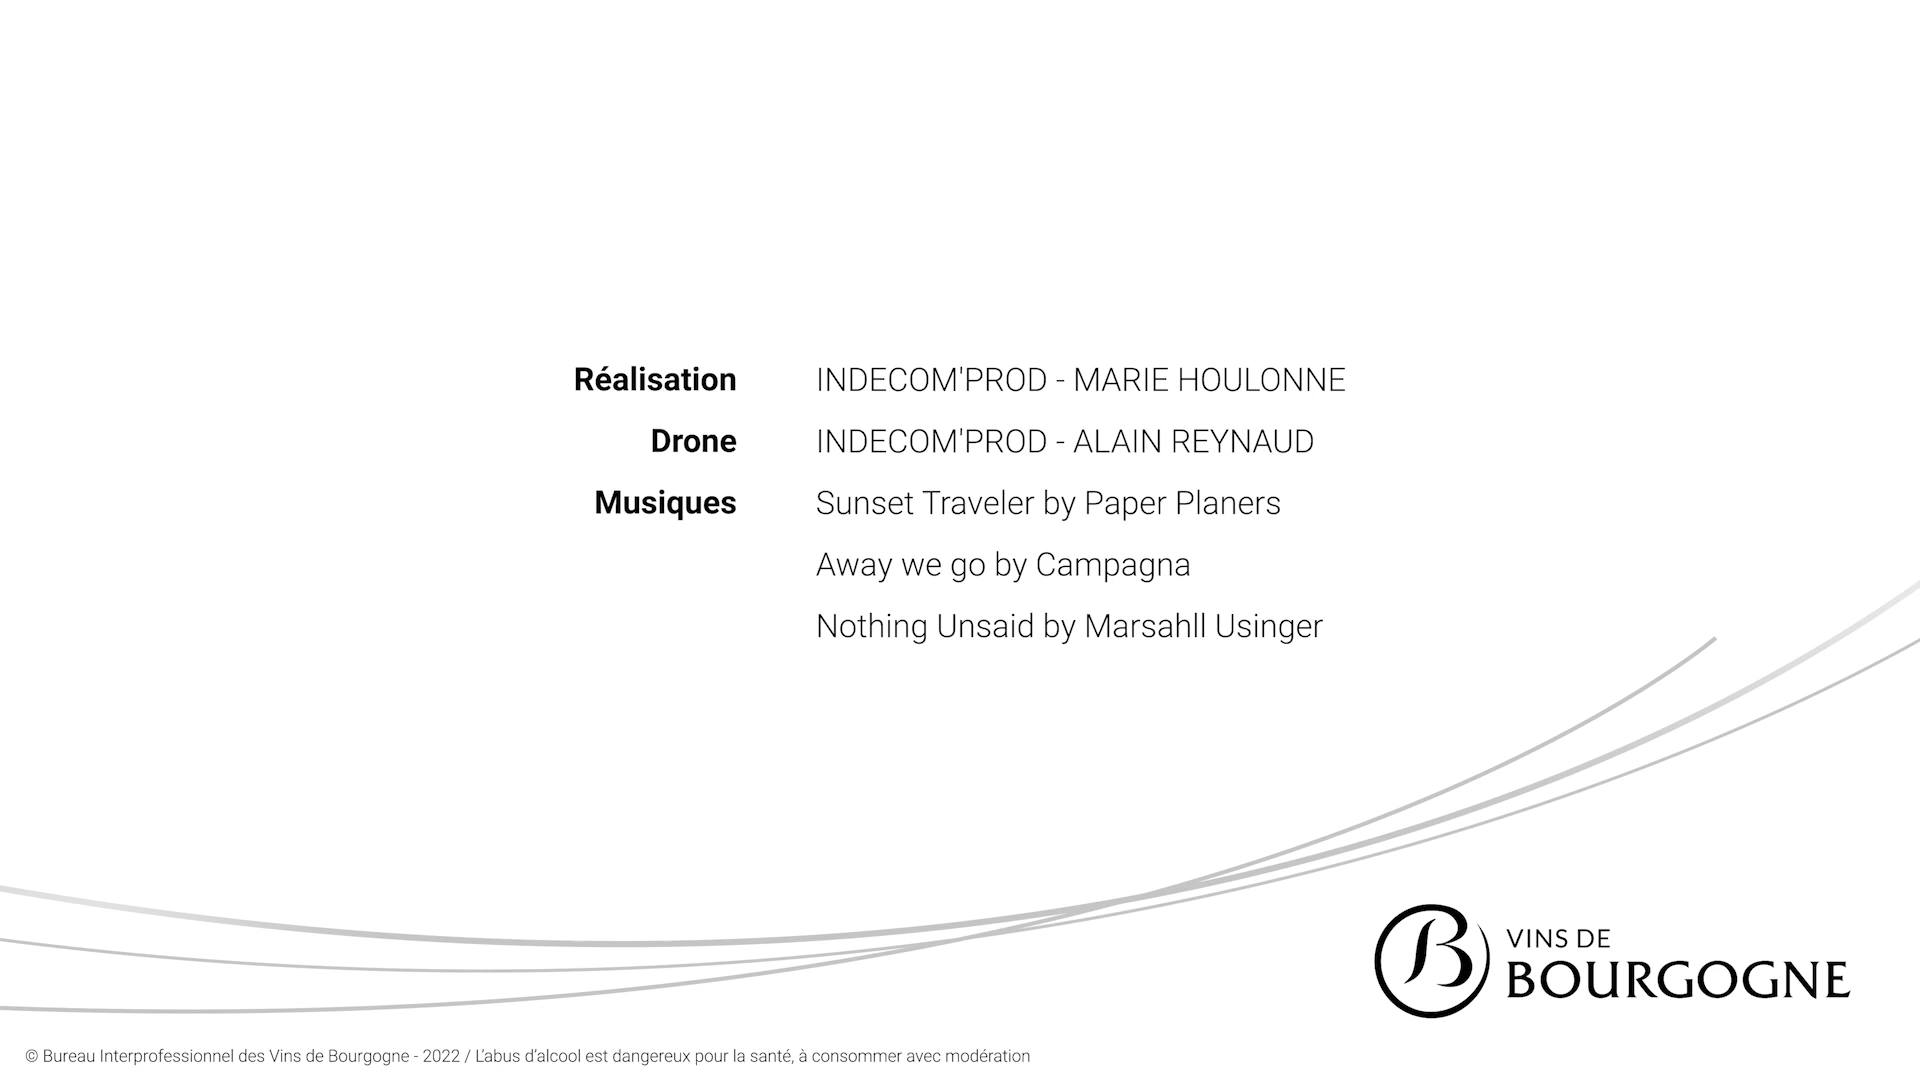 Réalisation INDECOM'PROD - MARIE HOULONNE
Drone INDECOM'PROD - ALAIN REYNAUD
Musiques Sunset Traveler by Paper Planers
Away we go by Campagna
Nothing Unsaid by Marsahll Usinger
B
VINS DE
BOURGOGNE
© Bureau Interprofessionnel des Vins de Bourgogne - 2022 / L'abus d'alcool est dangereux pour la santé, à consommer avec modération